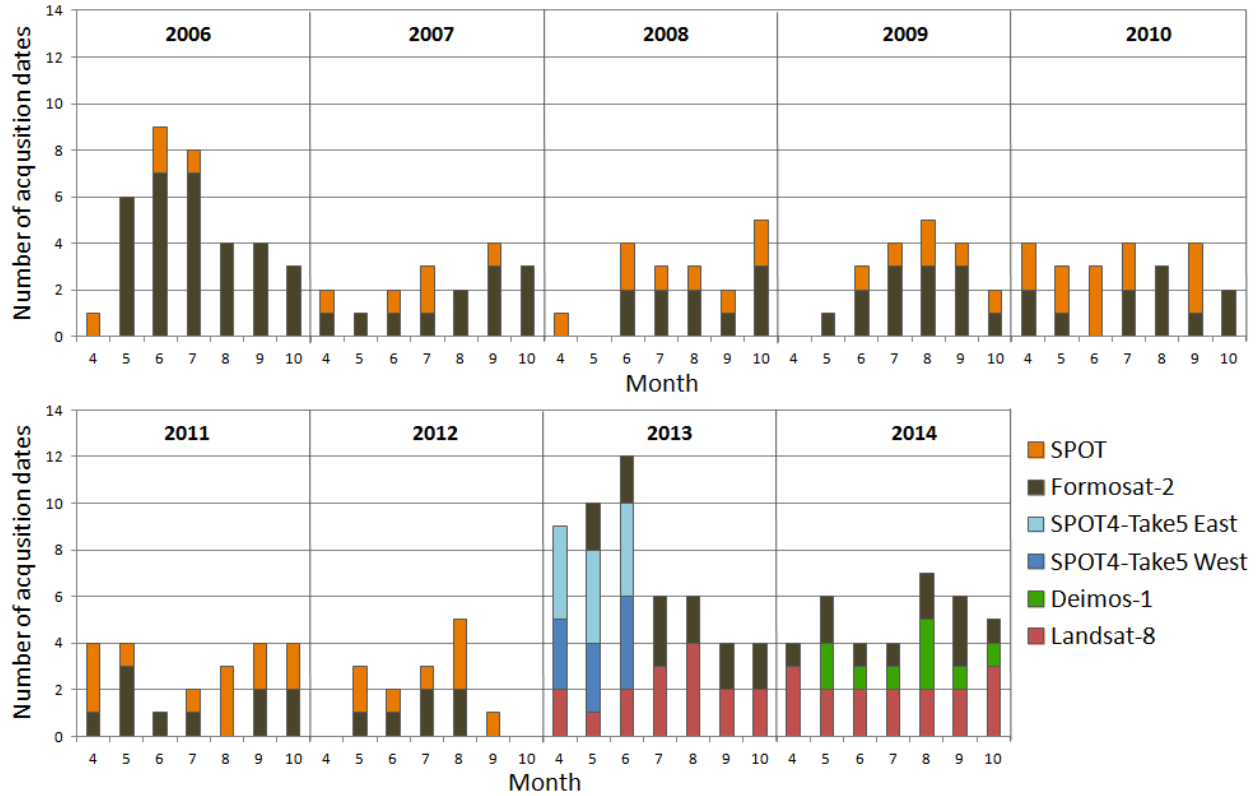 14
12
10
8
6
4
2
0
Number of acqusition dates
2006 2007 2008 2009 2010
4 5 6 7 8 9 10 4 5 6 7 8 9 10 4 5 6 7 8 9 10 4 5 6 7 8 9 10 4 5 6 7 8 9 10
Month
14
12
10
8
6
4
2
0
Number of acqusition dates
2011 2012 2013 2014
4 5 6 7 8 9 10 4 5 6 7 8 9 10 4 5 6 7 8 9 10 4 5 6 7 8 9 10
Month
SPOT
Formosat-2
SPOT4-Take5 East
SPOT4-Take5 West
Deimos-1
Landsat-8